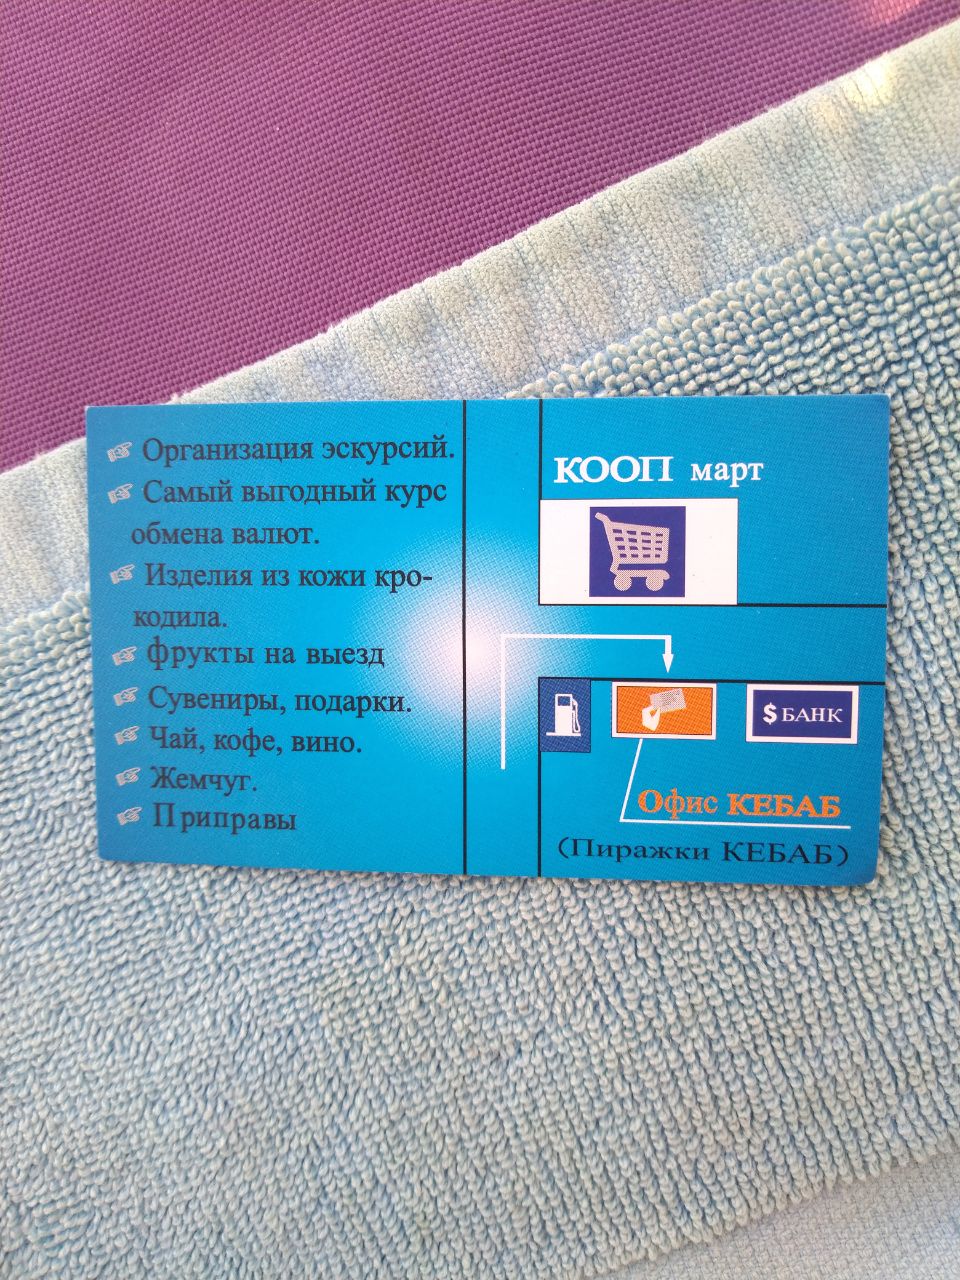 Организация эскурсий.
Самый выгодный курс
обмена валют.
Изделия из кожи кро-
кодила.
фрукты на выезд
Сувениры, подарки.
Чай, кофе, вино.
Жемчуг.
Приправы
КООП март
$ БАНК
Офис КЕБАБ
(Пиражки КЕБАБ)